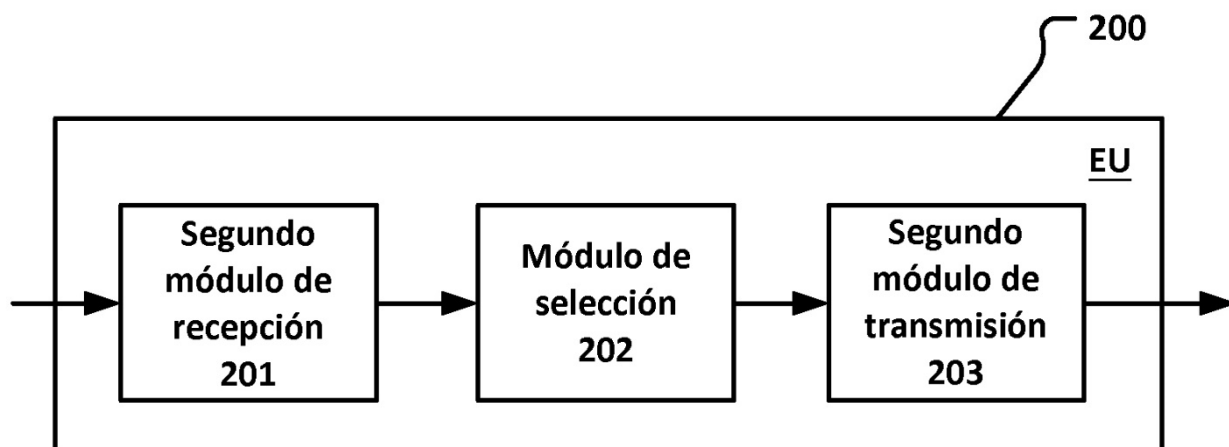 200
EU
Segundo
módulo de
recepción
201
Módulo de
selección
202
Segundo
módulo de
transmisión
203